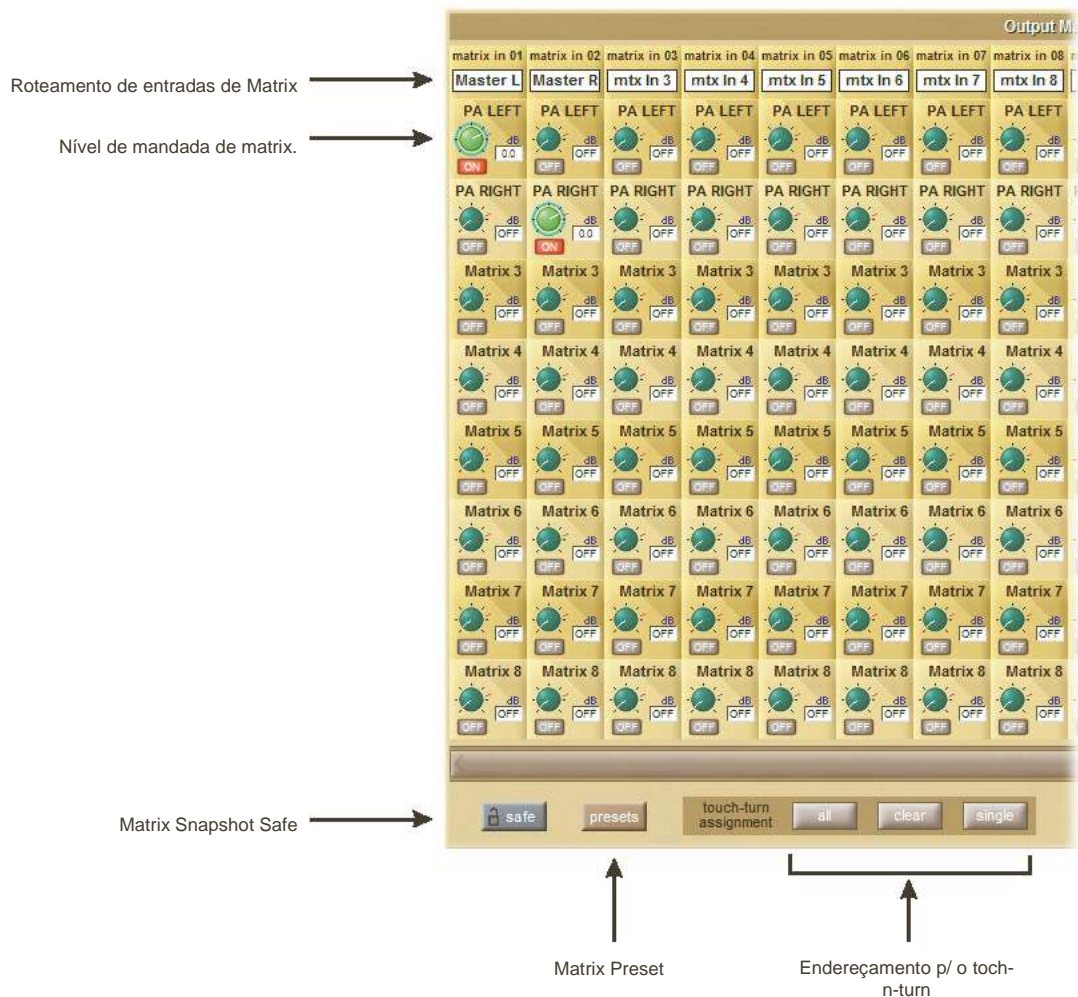 Output M
matrix in 01 matrix in 02 matrix in 03 matrix in 04 matrix in 05 matrix in 06 matrix in 07 matrix in 08
Roteamento de entradas de Matrix
Master L Master R mtx In 3 mtx In 4 mtx In 5 mtx In 6 mtx In 7 mtx In 8
PA LEFT PA LEFT PA LEFT PA LEFT PA LEFT PA LEFT PA LEFT PA LEFT
Nível de mandada de matrix.
dB dB dB dB dB dB dB dB
0.0 OFF OFF OFF OFF OFF OFF OFF
ON OFF OFF OFF OFF OFF OFF OFF
PA RIGHT PA RIGHT PA RIGHT PA RIGHT PA RIGHT PA RIGHT PA RIGHT PA RIGHT
dB dB dB dB dB dB dB dB
OFF 0.0 OFF OFF OFF OFF OFF OFF
OFF ON OFF OFF OFF OFF OFF OFF
Matrix 3 Matrix 3 Matrix 3 Matrix 3 Matrix 3 Matrix 3 Matrix 3 Matrix 3
dB dB dB dB dB dB dB dB
OFF OFF OFF OFF OFF OFF OFF OFF
OFF OFF OFF OFF OFF OFF OFF OFF
Matrix 4 Matrix 4 Matrix 4 Matrix 4 Matrix 4 Matrix 4 Matrix 4 Matrix 4
dB dB dB dB dB dB dB dB
OFF OFF OFF OFF OFF OFF OFF OFF
OFF OFF OFF OFF OFF OFF OFF OFF
Matrix 5 Matrix 5 Matrix 5 Matrix 5 Matrix 5 Matrix 5 Matrix 5 Matrix 5
dB dB dB dB dB dB dB dB
OFF OFF OFF OFF OFF OFF OFF OFF
OFF OFF OFF OFF OFF OFF OFF OFF
Matrix 6 Matrix 6 Matrix 6 Matrix 6 Matrix 6 Matrix 6 Matrix 6 Matrix 6
dB dB dB dB dB dB dB dB
OFF OFF OFF OFF OFF OFF OFF OFF
OFF OFF OFF OFF OFF OFF OFF OFF
Matrix 7 Matrix 7 Matrix 7 Matrix 7 Matrix 7 Matrix 7 Matrix 7 Matrix 7
dB dB dB dB dB dB dB dB
OFF OFF OFF OFF OFF OFF OFF OFF
OFF OFF OFF OFF OFF OFF OFF OFF
Matrix 8 Matrix 8 Matrix 8 Matrix 8 Matrix 8 Matrix 8 Matrix 8 Matrix 8
dB dB dB dB dB dB dB dB
OFF OFF OFF OFF OFF OFF OFF OFF
OFF OFF OFF OFF OFF OFF OFF OFF
Matrix Snapshot Safe
safe presets
touch-turn
assignment
all clear single
Matrix Preset
Endereçamento p/ o toch-
n-turn